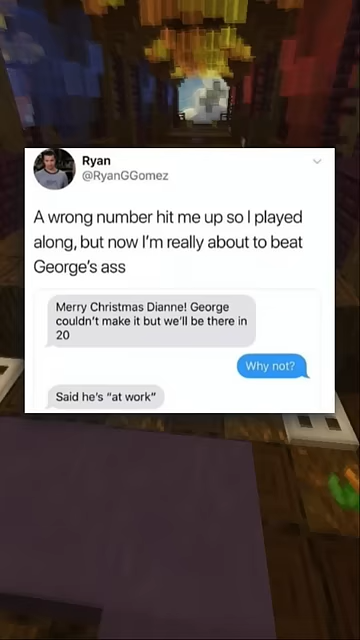 Ryan
@RyanGGomez
A wrong number hit me up so I played
along, but now I’m really about to beat
George’s ass
Merry Christmas Dianne! George
couldn’t make it but we’ll be there in
20
Why not?
Said he’s “at work”